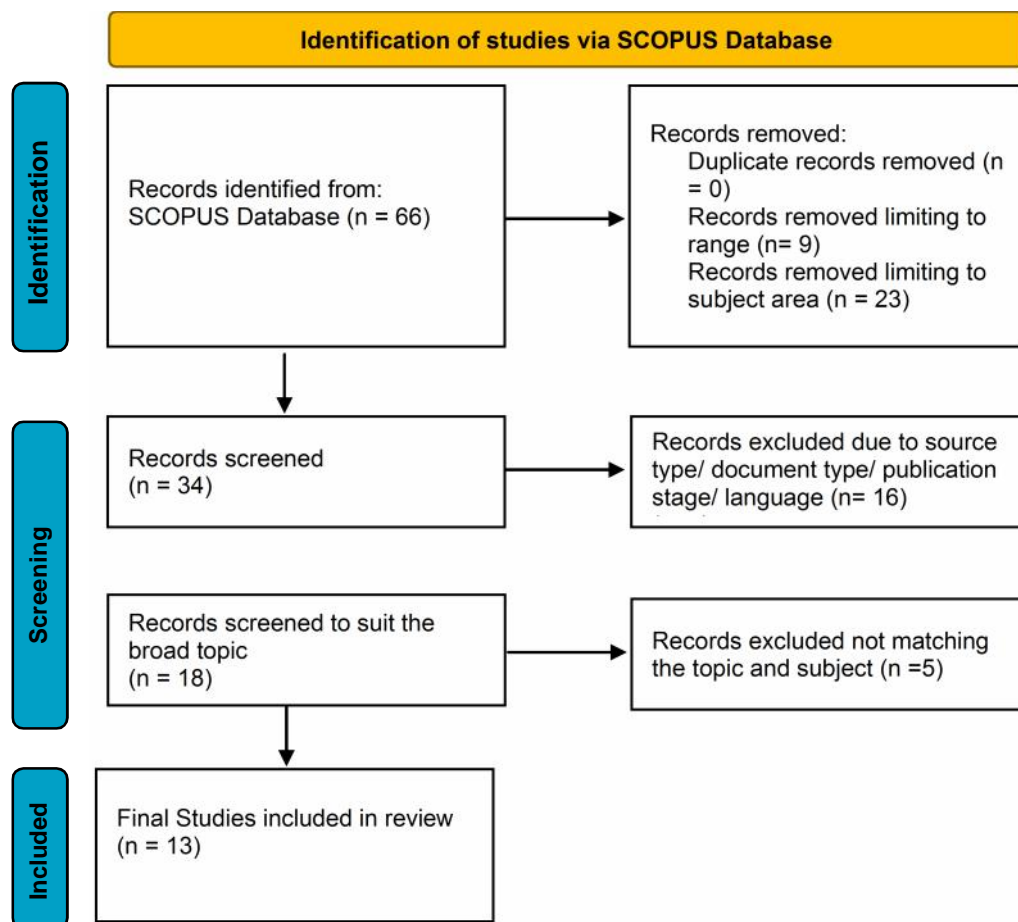 Identification of studies via SCOPUS Database
Identification
Records identified from:
SCOPUS Database (n = 66)
Records removed:
Duplicate records removed (n
= 0)
Records removed limiting to
range (n= 9)
Records removed limiting to
subject area (n = 23)
Screening
Records screened
(n = 34)
Records excluded due to source
type/ document type/ publication
stage/ language (n= 16)
Records screened to suit the
broad topic
(n = 18)
Records excluded not matching
the topic and subject (n =5)
Included
Final Studies included in review
(n = 13)